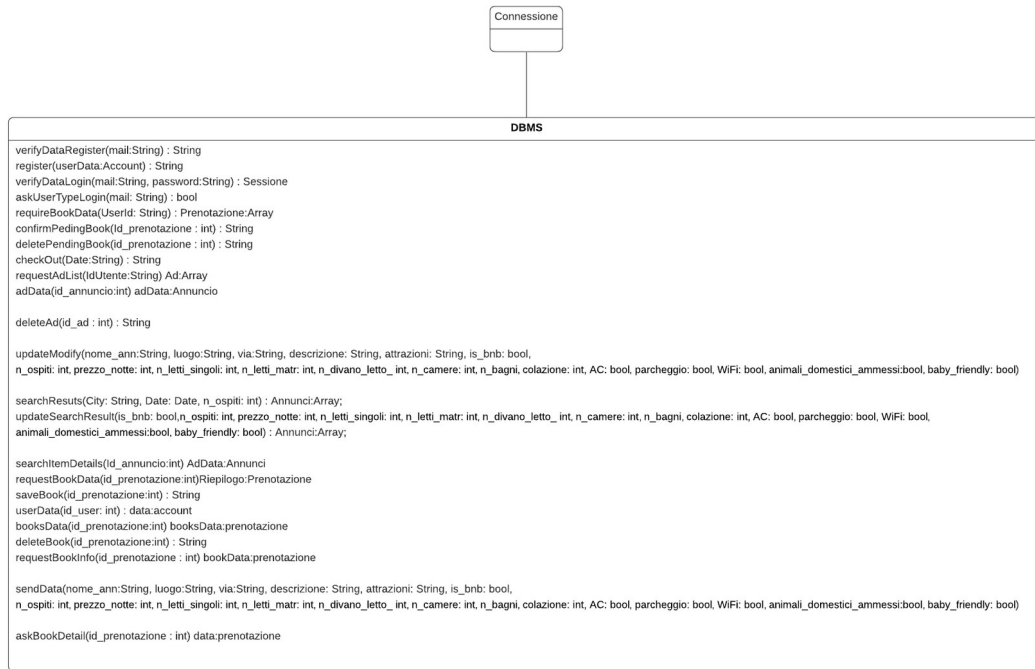 Connessione
DBMS
verifyDataRegister(mail:String) : String
register(userData:Account) : String
verifyDataLogin(mail:String, password:String) : Sessione
askUserTypeLogin(mail: String) : bool
requireBookData(UserId: String) : Prenotazione:Array
confirmPedingBook(Id_prenotazione : int) : String
deletePendingBook(id_prenotazione : int) : String
checkOut(Date:String) : String
requestAdList(IdUtente:String) Ad:Array
adData(id_annuncio:int) adData:Annuncio
deleteAd(id_ad : int) : String
updateModify(nome_ann:String, luogo:String, via:String, descrizione: String, attrazioni: String, is_bnb: bool,
n_ospiti: int, prezzo_notte: int, n_letti_singoli: int, n_letti_matr: int, n_divano_letto_ int, n_camere: int, n_bagni, colazione: int, AC: bool, parcheggio: bool, WiFi: bool, animali_domestici_ammessi:bool, baby_friendly: bool)
searchResuts(City: String, Date: Date, n_ospiti: int) : Annunci:Array;
updateSearchResult(is_bnb: bool,n_ospiti: int, prezzo_notte: int, n_letti_singoli: int, n_letti_matr: int, n_divano_letto_ int, n_camere: int, n_bagni, colazione: int, AC: bool, parcheggio: bool, WiFi: bool,
animali_domestici_ammessi:bool, baby_friendly: bool) : Annunci:Array;
searchItemDetails(Id_annuncio:int) AdData:Annunci
requestBookData(id_prenotazione:int)Riepilogo:Prenotazione
saveBook(id_prenotazione:int) : String
userData(id_user: int) : data:account
booksData(id_prenotazione:int) booksData:prenotazione
deleteBook(id_prenotazione:int) : String
requestBookInfo(id_prenotazione : int) bookData:prenotazione
sendData(nome_ann:String, luogo:String, via:String, descrizione: String, attrazioni: String, is_bnb: bool,
n_ospiti: int, prezzo_notte: int, n_letti_singoli: int, n_letti_matr: int, n_divano_letto_ int, n_camere: int, n_bagni, colazione: int, AC: bool, parcheggio: bool, WiFi: bool, animali_domestici_ammessi:bool, baby_friendly: bool)
askBookDetail(id_prenotazione : int) data:prenotazione